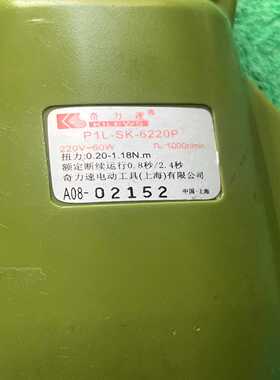 奇力速®
KILEWS
P1L-SK-6220P
220V~60W n₀1000r/min
扭力:0.20-1.18N.m
额定断续运行0.8秒/2.4秒
奇力速电动工具(上海)有限公司
A08-02152 中国·上海